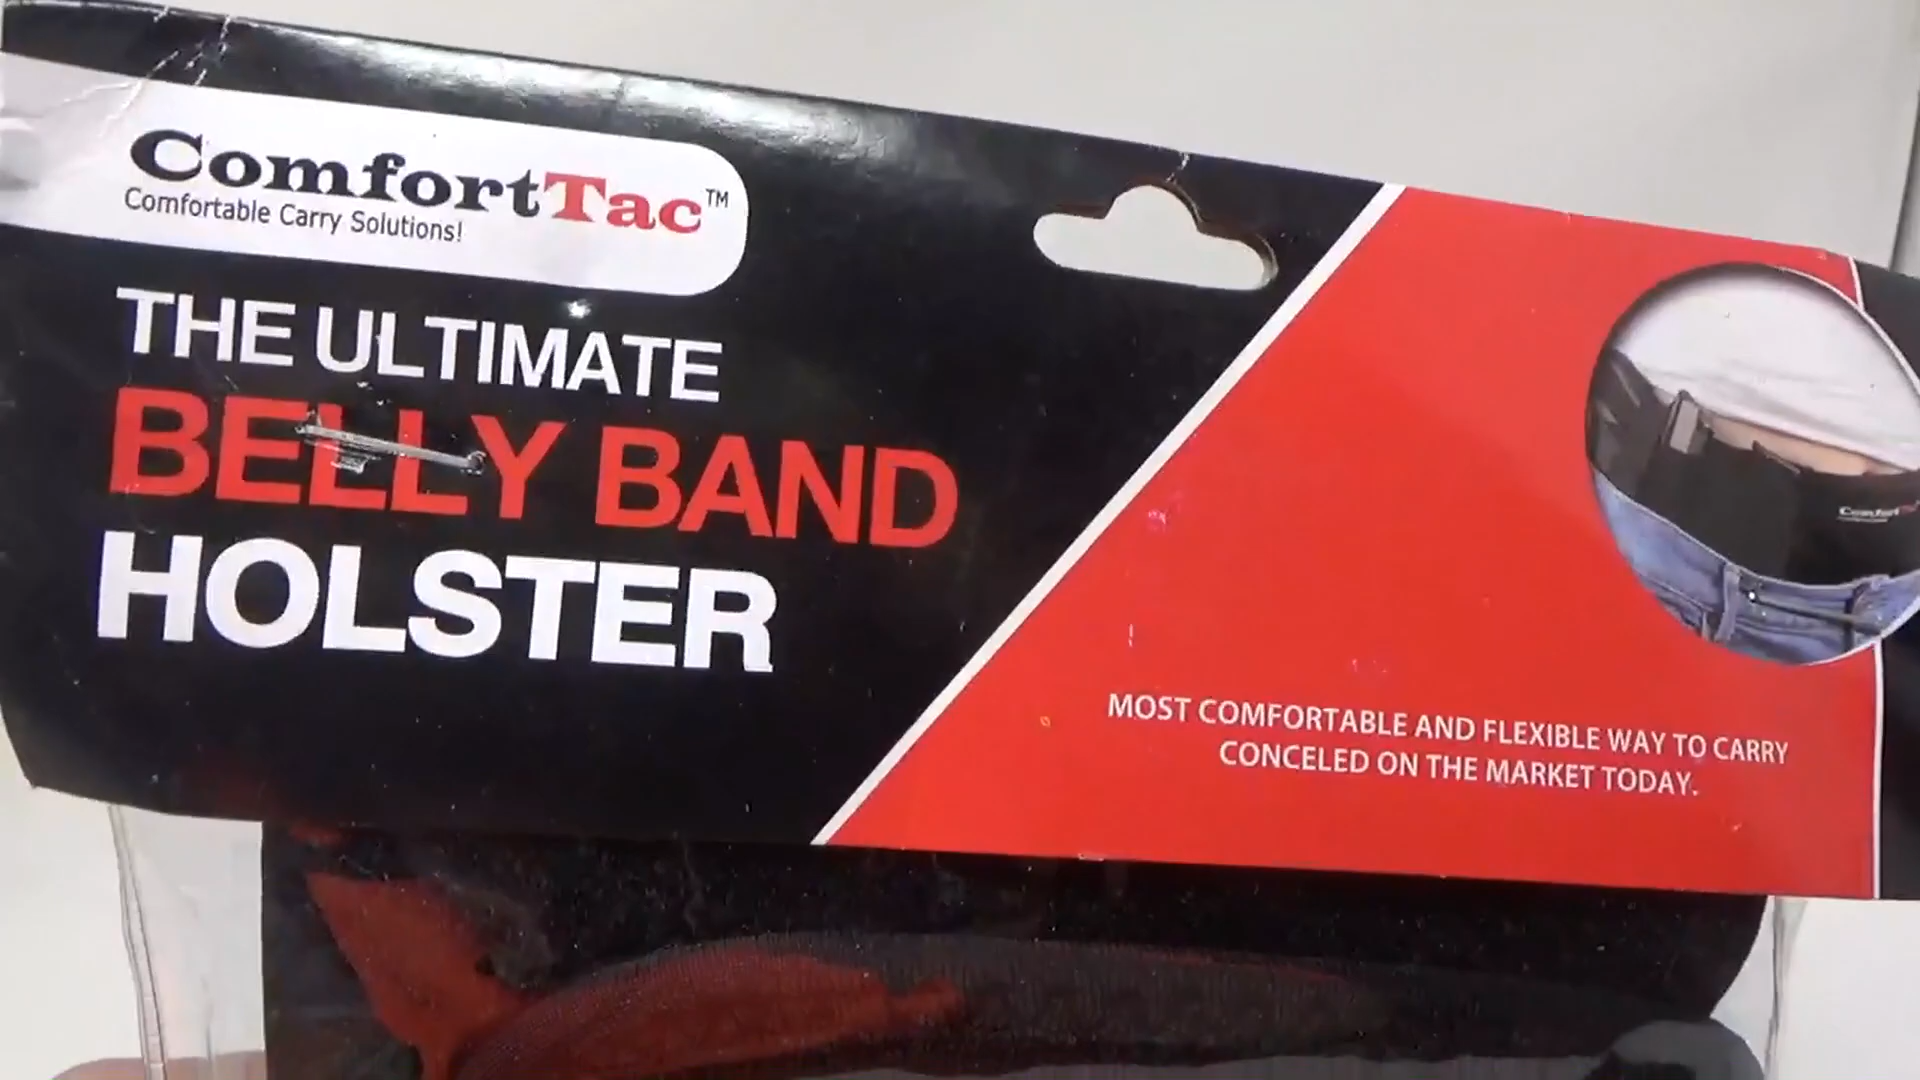 ComfortTac™
Comfortable Carry Solutions!
THE ULTIMATE
BELLY BAND
HOLSTER
MOST COMFORTABLE AND FLEXIBLE WAY TO CARRY
CONCELED ON THE MARKET TODAY.